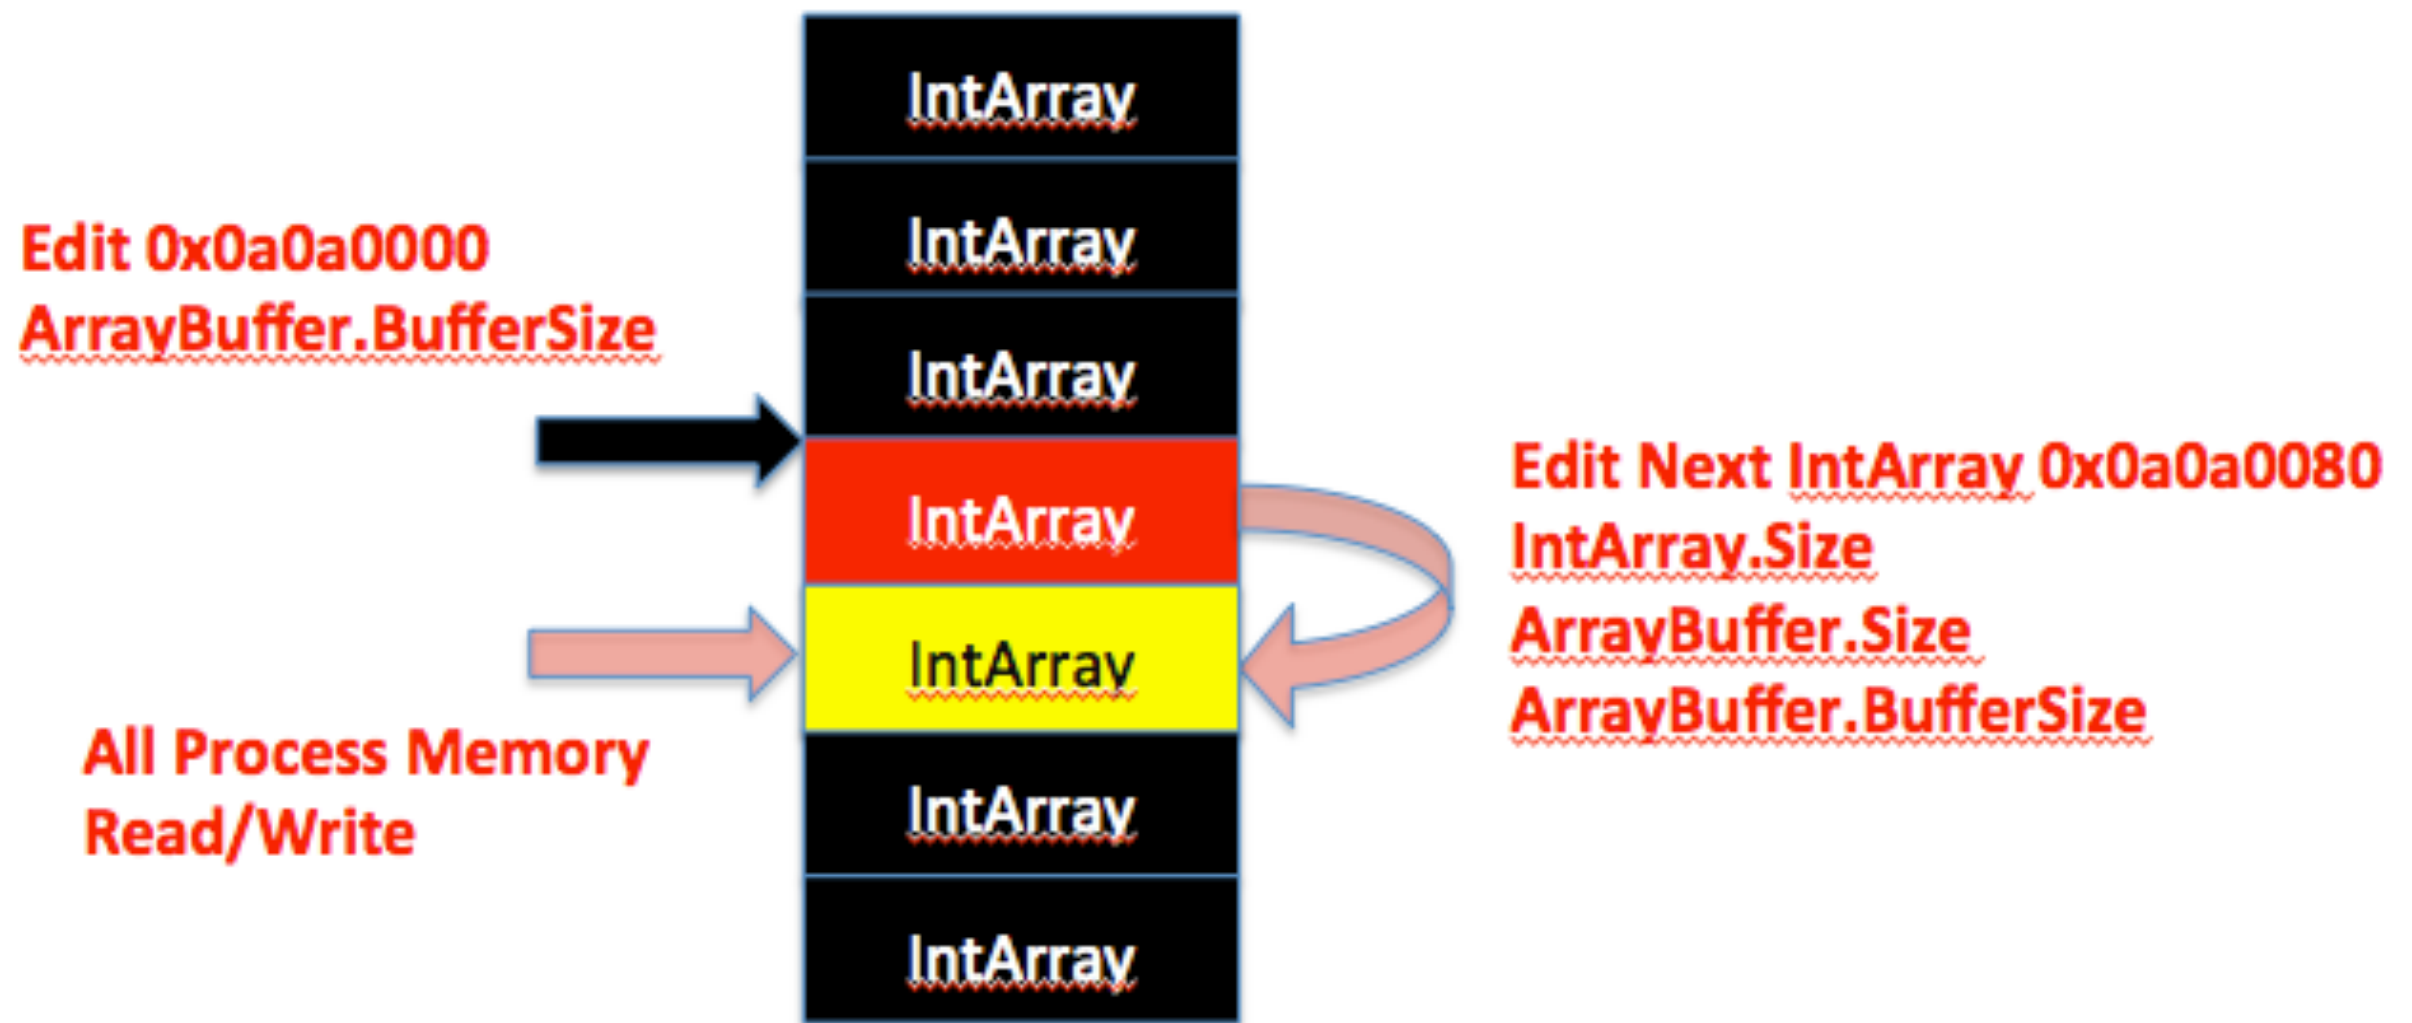 IntArray
IntArray
Edit 0x0a0a0000
ArrayBuffer.BufferSize
IntArray
IntArray
Edit Next IntArray 0x0a0a0080
IntArray.Size
ArrayBuffer.Size
ArrayBuffer.BufferSize
IntArray
All Process Memory
Read/Write
IntArray
IntArray